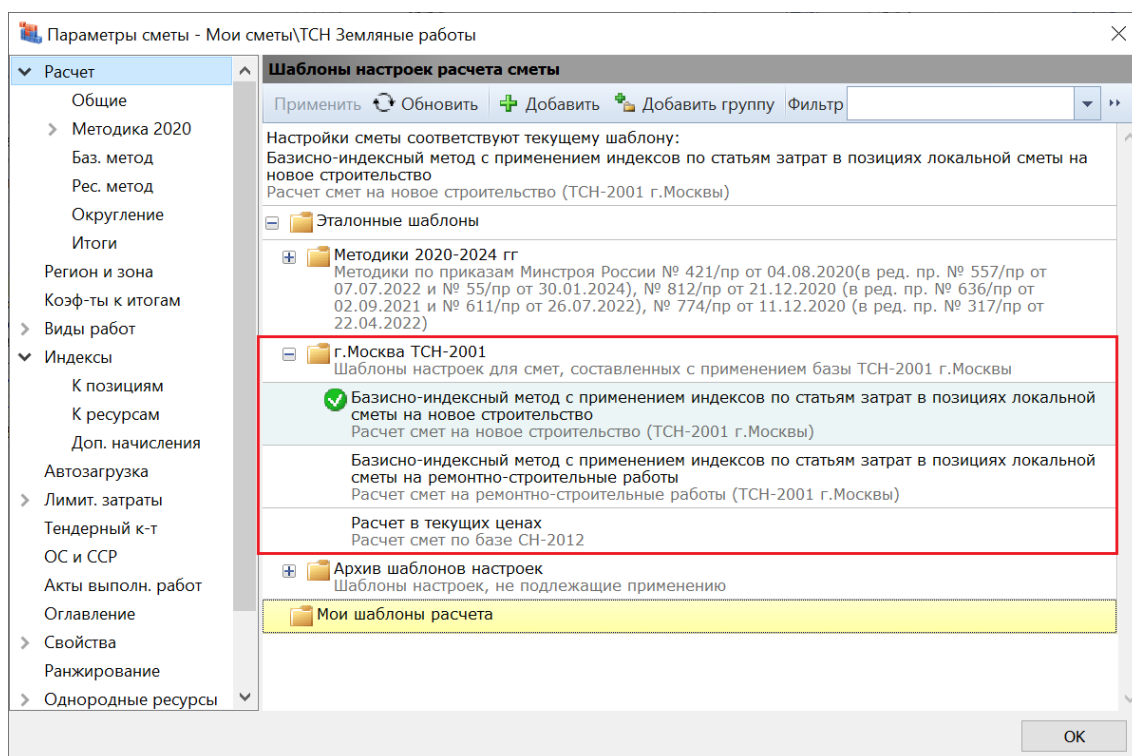 Параметры сметы - Мои сметы\ТСН Земляные работы
Расчет
Общие
Методика 2020
Баз. метод
Рес. метод
Округление
Итоги
Регион и зона
Коэф-ты к итогам
Виды работ
Индексы
К позициям
К ресурсам
Доп. начисления
Автозагрузка
Лимит. затраты
Тендерный к-т
ОС и ССР
Акты выполн. работ
Оглавление
Свойства
Ранжирование
Однородные ресурсы
Шаблоны настроек расчета сметы
Применить Обновить Добавить Добавить группу Фильтр
Настройки сметы соответствуют текущему шаблону:
Базисно-индексный метод с применением индексов по статьям затрат в позициях локальной сметы на
новое строительство
Расчет смет на новое строительство (ТСН-2001 г.Москвы)
Эталонные шаблоны
Методики 2020-2024 гг
Методики по приказам Минстроя России № 421/пр от 04.08.2020(в ред. пр. № 557/пр от
07.07.2022 и № 55/пр от 30.01.2024), № 812/пр от 21.12.2020 (в ред. пр. № 636/пр от
02.09.2021 и № 611/пр от 26.07.2022), № 774/пр от 11.12.2020 (в ред. пр. № 317/пр от
22.04.2022)
г.Москва ТСН-2001
Шаблоны настроек для смет, составленных с применением базы ТСН-2001 г.Москвы
Базисно-индексный метод с применением индексов по статьям затрат в позициях локальной
сметы на новое строительство
Расчет смет на новое строительство (ТСН-2001 г.Москвы)
Базисно-индексный метод с применением индексов по статьям затрат в позициях локальной
сметы на ремонтно-строительные работы
Расчет смет на ремонтно-строительные работы (ТСН-2001 г.Москвы)
Расчет в текущих ценах
Расчет смет по базе СН-2012
Архив шаблонов настроек
Шаблоны настроек, не подлежащие применению
Мои шаблоны расчета
ОК